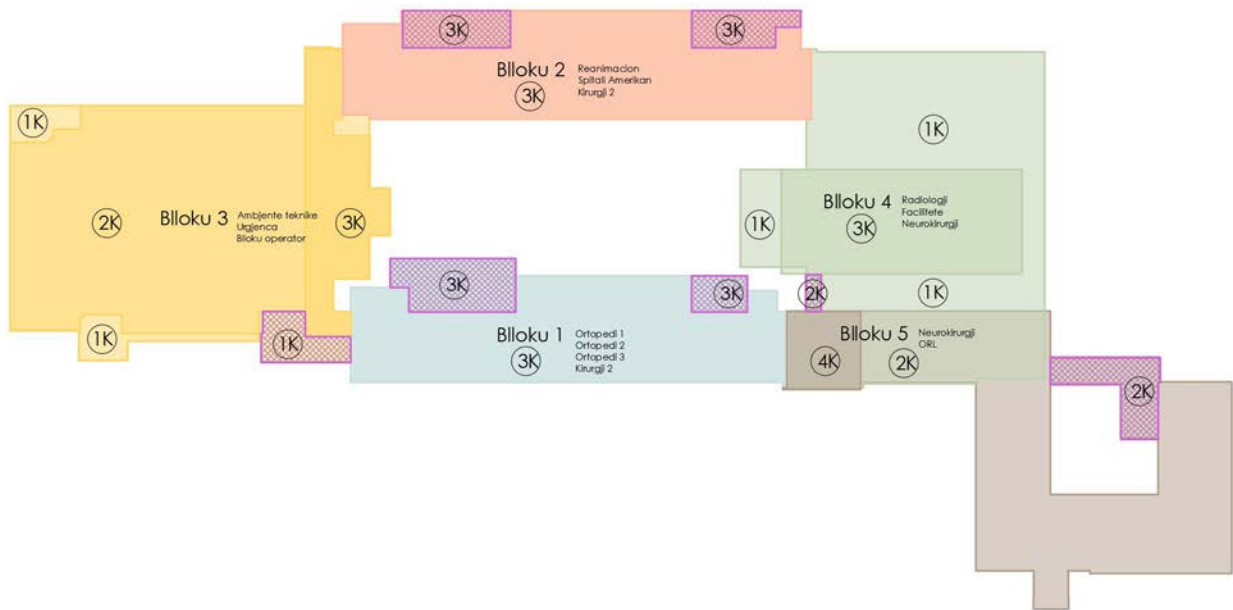 3K
3K
Blloku 2
Reanimacion
Spitali Amerikan
Kirurgji 2
3K
1K
1K
Blloku 3
Ambjente teknike
Urgjenca
Blloku operator
2K
3K
Blloku 4
Radiologji
Facilitete
Neurokirurgji
1K
3K
3K
3K
2K
1K
1K
1K
Blloku 1
Ortopedi 1
Ortopedi 2
Ortopedi 3
Kirurgji 2
3K
Blloku 5
Neurokirurgji
ORL
4K
2K
2K